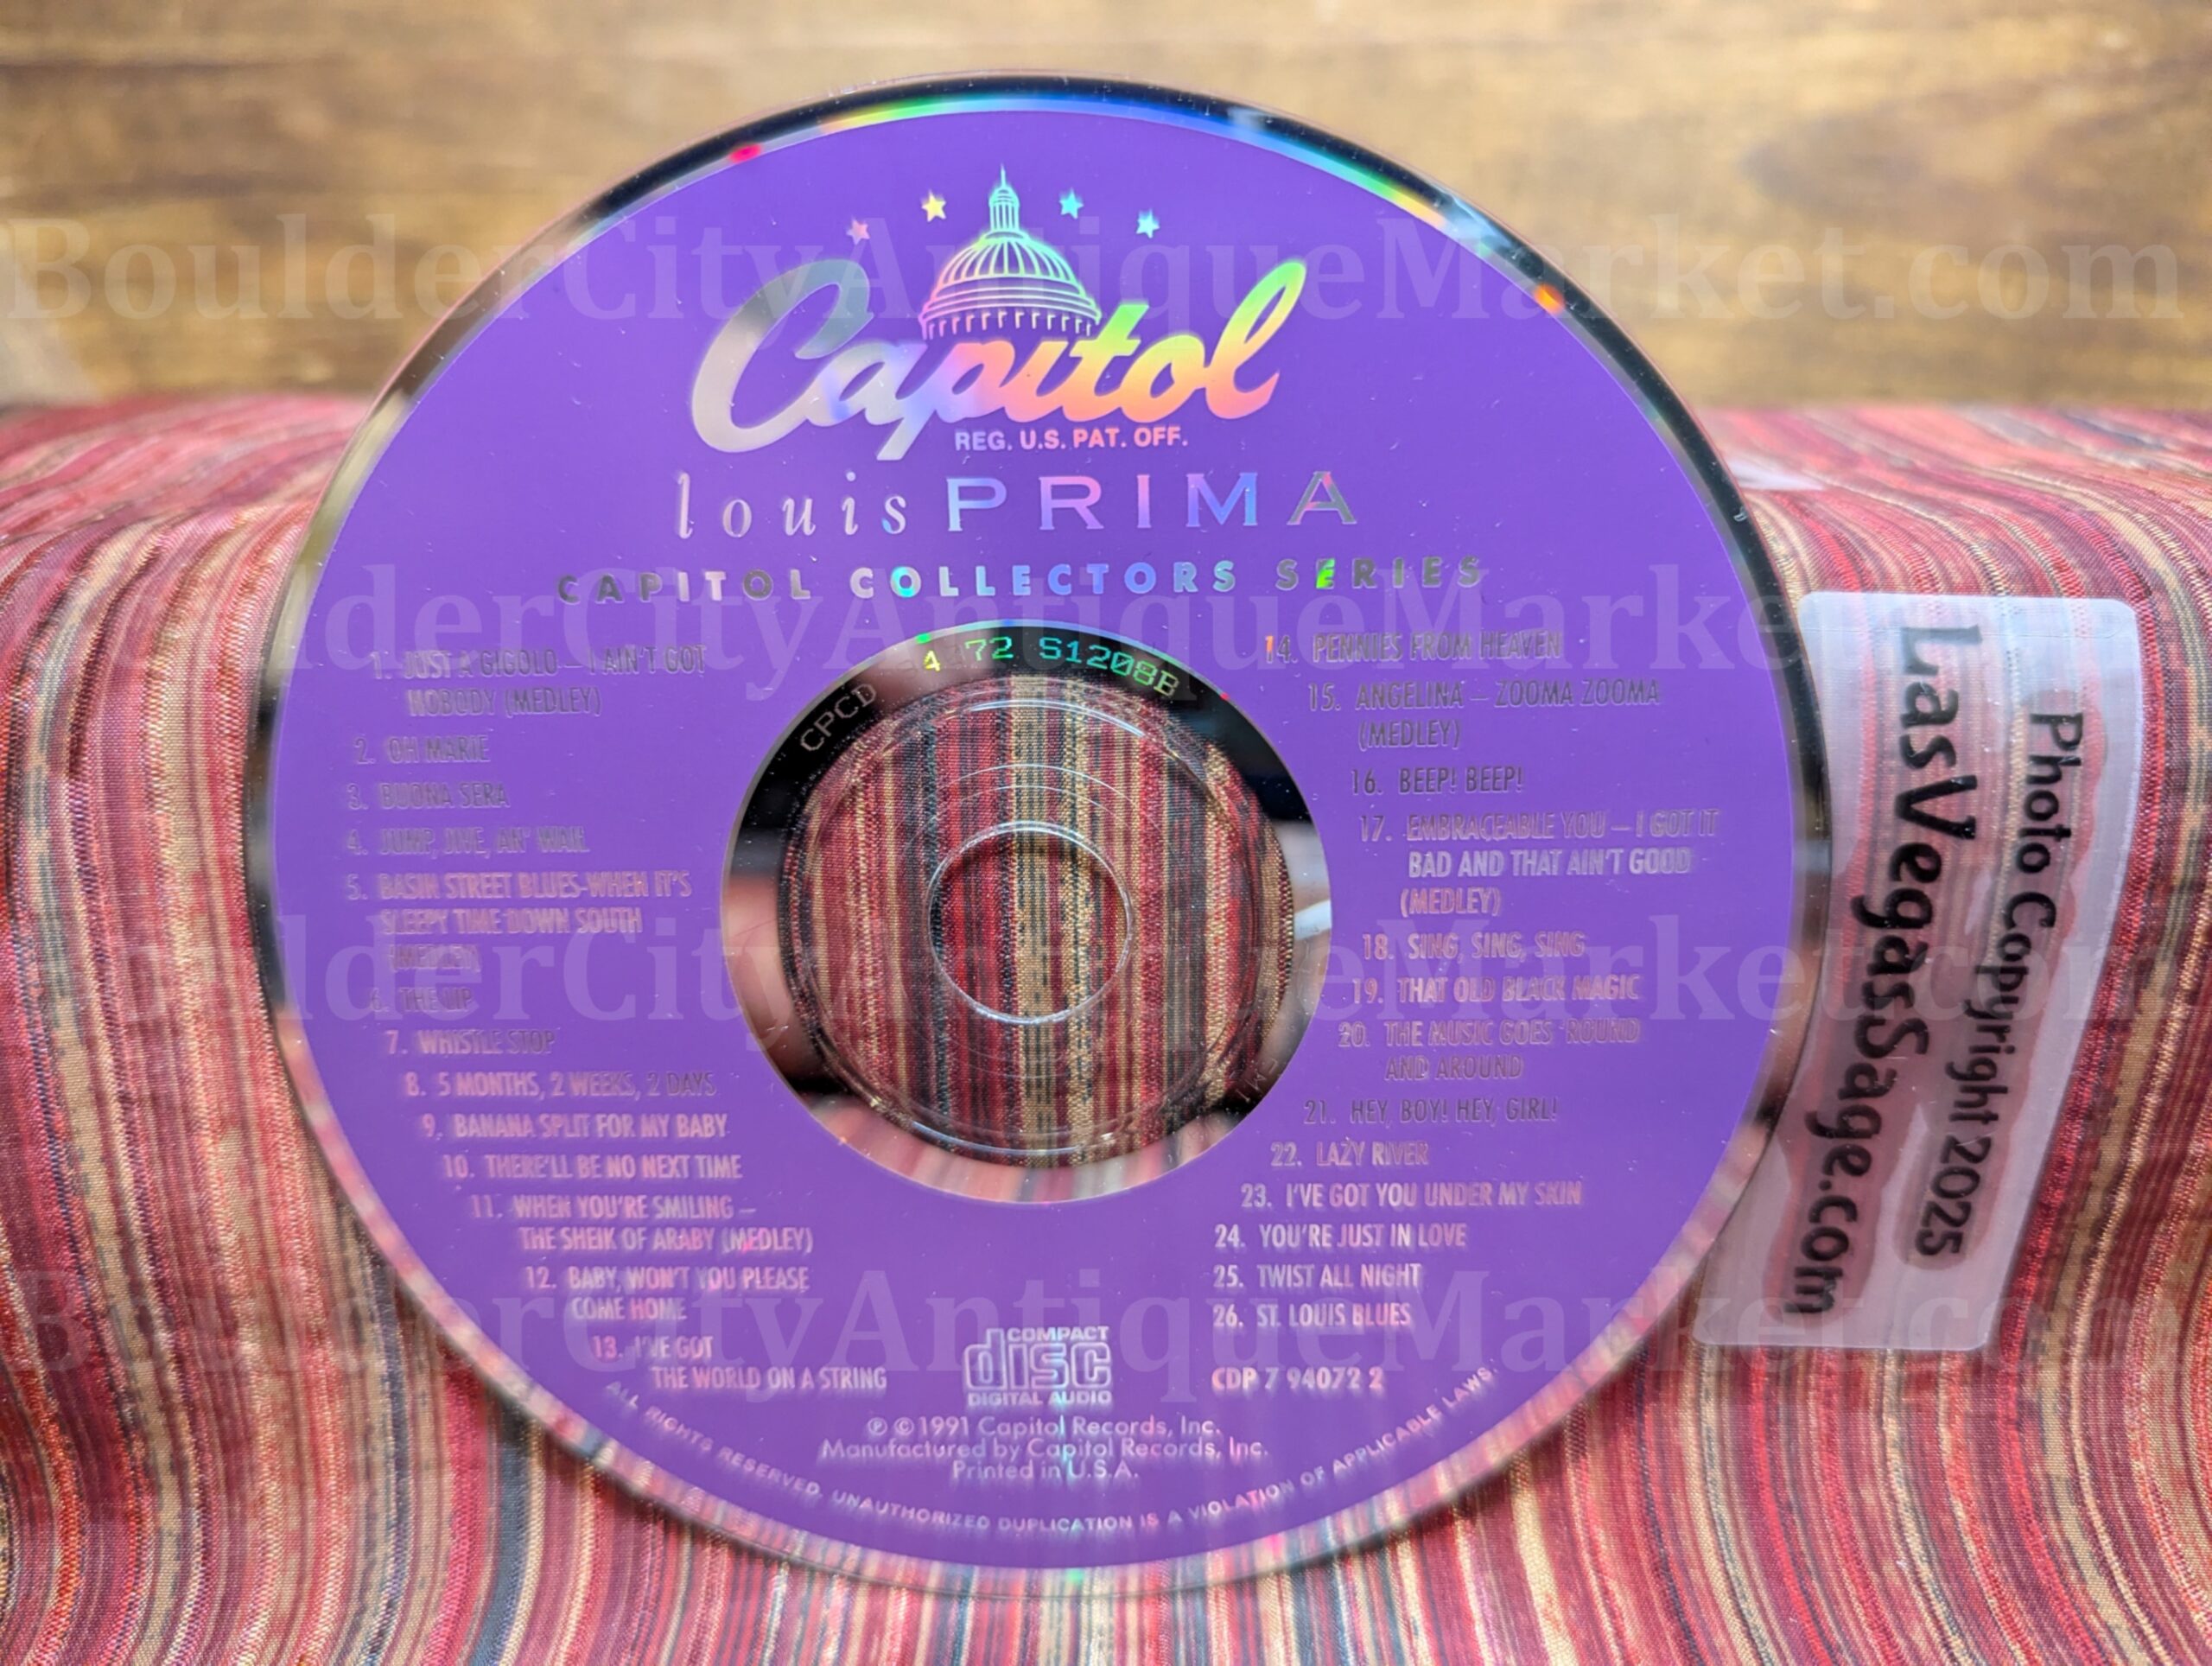 Capitol
REG. U.S. PAT. OFF.
louis PRIMA
CAPITOL COLLECTORS SERIES
1. JUST A GIGOLO – I AIN'T GOT
NOBODY (MEDLEY)
2. OH MARIE
3. BUONA SERA
4. JUMP, JIVE, AN' WAIL
5. BASIN STREET BLUES-WHEN IT'S
SLEEPY TIME DOWN SOUTH
(MEDLEY)
6. THE LIP
7. WHISTLE STOP
8. 5 MONTHS, 2 WEEKS, 2 DAYS
9. BANANA SPLIT FOR MY BABY
10. THERE'LL BE NO NEXT TIME
11. WHEN YOU'RE SMILING –
THE SHEIK OF ARABY (MEDLEY)
12. BABY, WON'T YOU PLEASE
COME HOME
13. I'VE GOT
THE WORLD ON A STRING
CPCD 4 72 S1208B
14. PENNIES FROM HEAVEN
15. ANGELINA – ZOOMA ZOOMA
(MEDLEY)
16. BEEP! BEEP!
17. EMBRACEABLE YOU – I GOT IT
BAD AND THAT AIN'T GOOD
(MEDLEY)
18. SING, SING, SING
19. THAT OLD BLACK MAGIC
20. THE MUSIC GOES 'ROUND
AND AROUND
21. HEY, BOY! HEY, GIRL!
22. LAZY RIVER
23. I'VE GOT YOU UNDER MY SKIN
24. YOU'RE JUST IN LOVE
25. TWIST ALL NIGHT
26. ST. LOUIS BLUES
COMPACT
disc
DIGITAL AUDIO
CDP 7 94072 2
℗ © 1991 Capitol Records, Inc.
Manufactured by Capitol Records, Inc.
Printed in U.S.A.
ALL RIGHTS RESERVED. UNAUTHORIZED DUPLICATION IS A VIOLATION OF APPLICABLE LAWS.
Photo Copyright 2025
LasVegasSage.com
BoulderCityAntiqueMarket.com
BoulderCityAntiqueMarket.com
BoulderCityAntiqueMarket.com
BoulderCityAntiqueMarket.com